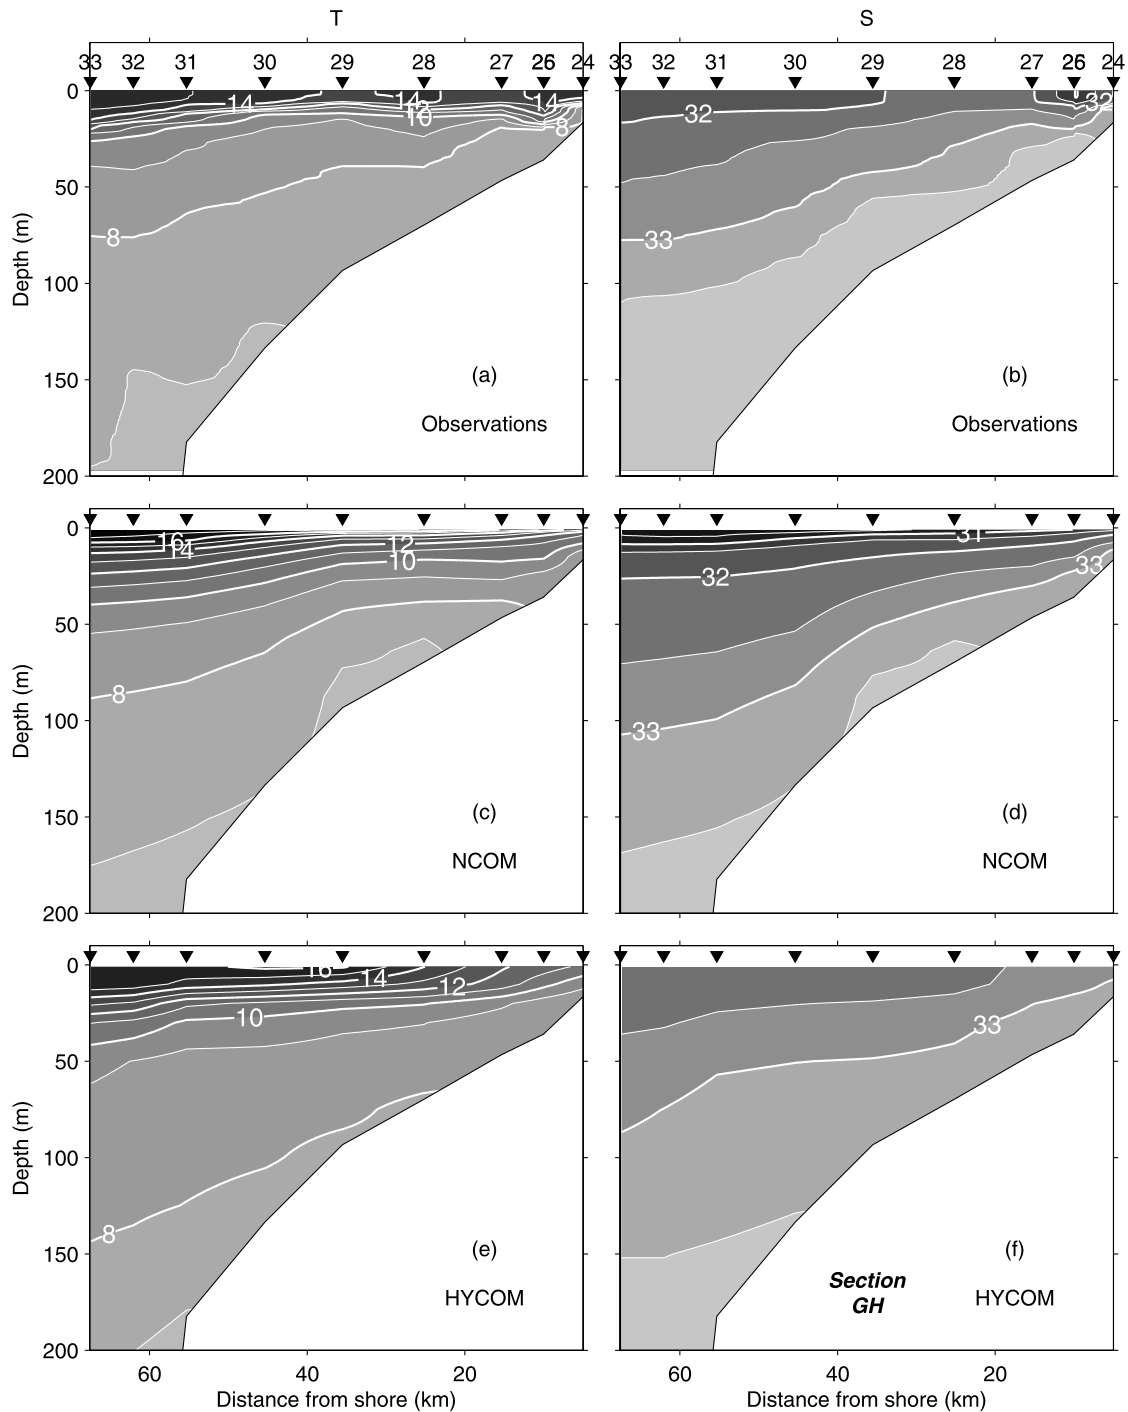 T S
33 32 31 30 29 28 27 26 24
33 32 31 30 29 28 27 26 24
0
50
100
150
200
Depth (m)
14 14 12 10 14 8
8
(a)
Observations
32 32
33
(b)
Observations
0
50
100
150
200
Depth (m)
16 14 12 10
8
(c)
NCOM
31
32 33
33
(d)
NCOM
0
50
100
150
200
Depth (m)
16 14 12
10
8
(e)
HYCOM
60 40 20
Distance from shore (km)
33
(f)
Section
GH
HYCOM
60 40 20
Distance from shore (km)